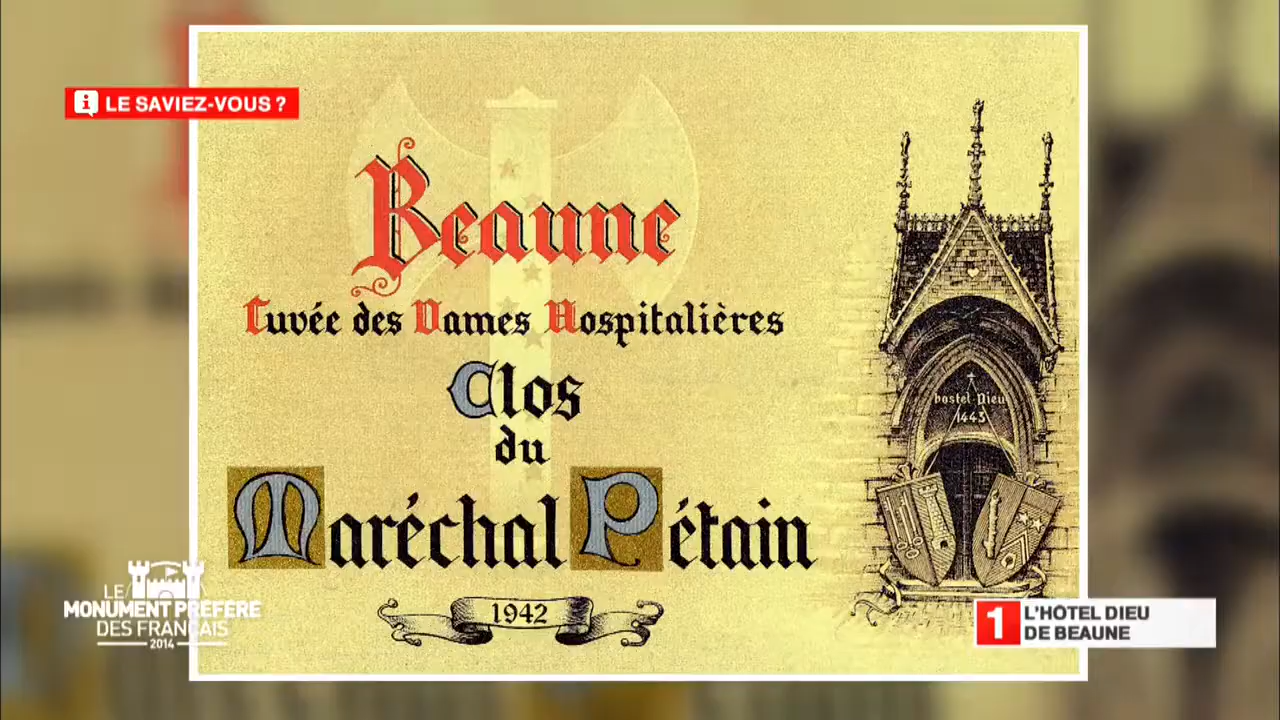 LE SAVIEZ-VOUS ?
Beaune
Cuvée des Dames Hospitalières
Clos
du
Maréchal Pétain
1942
hostel-Dieu
1443
LE
MONUMENT PRÉFÉRÉ
DES FRANÇAIS
2014
1
L'HÔTEL DIEU
DE BEAUNE